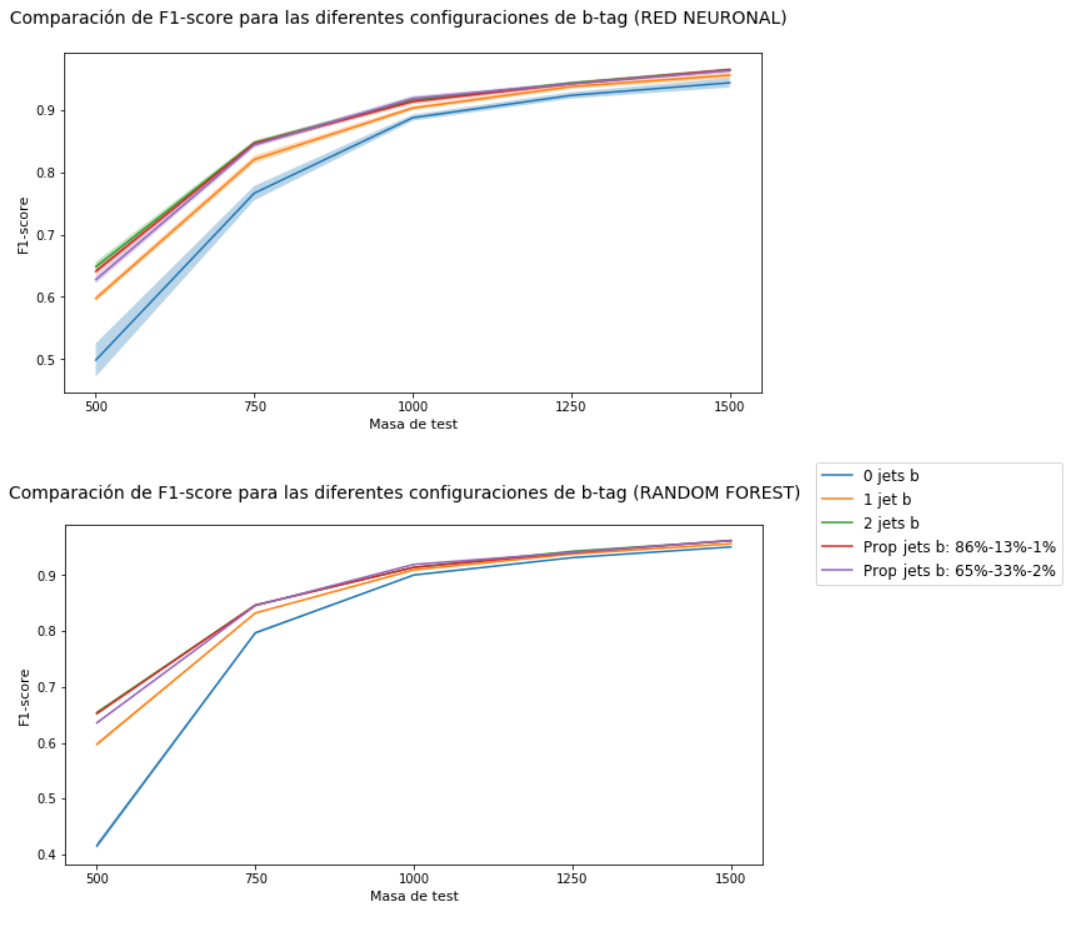 Comparación de F1-score para las diferentes configuraciones de b-tag (RED NEURONAL)
0.9
0.8
0.7
0.6
0.5
F1-score
500 750 1000 1250 1500
Masa de test
0 jets b
1 jet b
2 jets b
Prop jets b: 86%-13%-1%
Prop jets b: 65%-33%-2%
Comparación de F1-score para las diferentes configuraciones de b-tag (RANDOM FOREST)
0.9
0.8
0.7
0.6
0.5
0.4
F1-score
500 750 1000 1250 1500
Masa de test